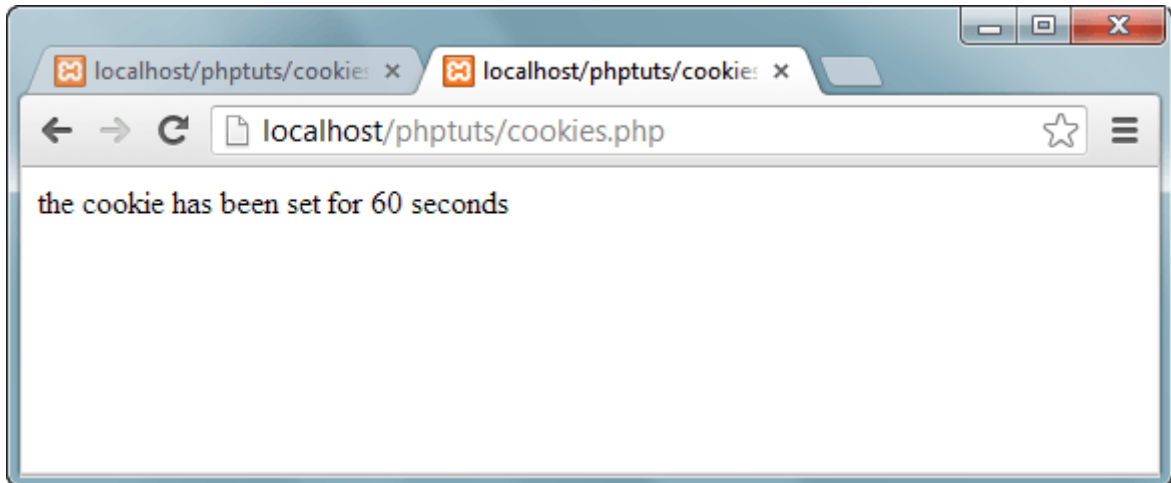 localhost/phptuts/cookie
localhost/phptuts/cookie
localhost/phptuts/cookies.php
the cookie has been set for 60 seconds